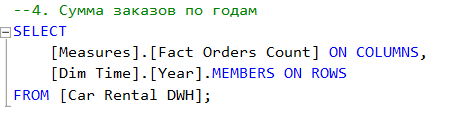 --4. Сумма заказов по годам
SELECT
[Measures].[Fact Orders Count] ON COLUMNS,
[Dim Time].[Year].MEMBERS ON ROWS
FROM [Car Rental DWH];